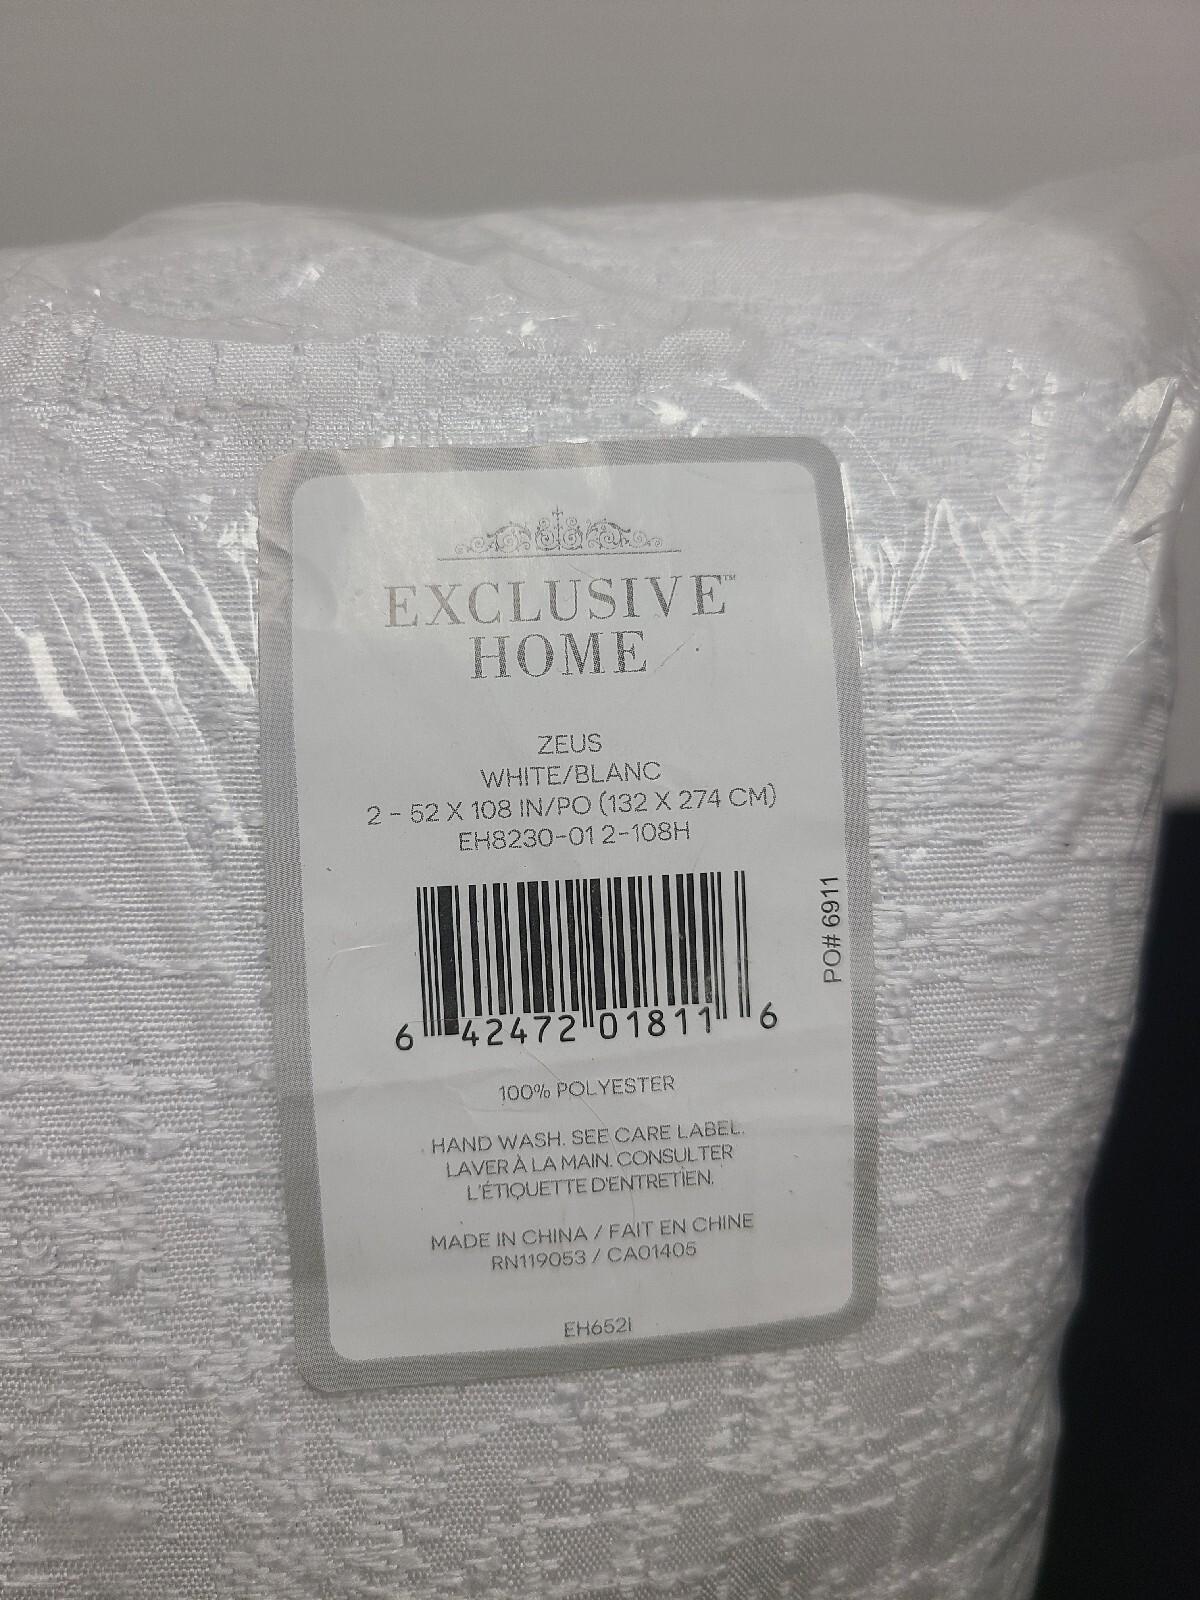 EXCLUSIVE™
HOME
ZEUS
WHITE/BLANC
2 - 52 X 108 IN/PO (132 X 274 CM)
EH8230-01 2-108H
6 42472 01811 6
PO# 6911
100% POLYESTER
HAND WASH. SEE CARE LABEL.
LAVER À LA MAIN. CONSULTER
L'ÉTIQUETTE D'ENTRETIEN.
MADE IN CHINA / FAIT EN CHINE
RN119053 / CA01405
EH6521